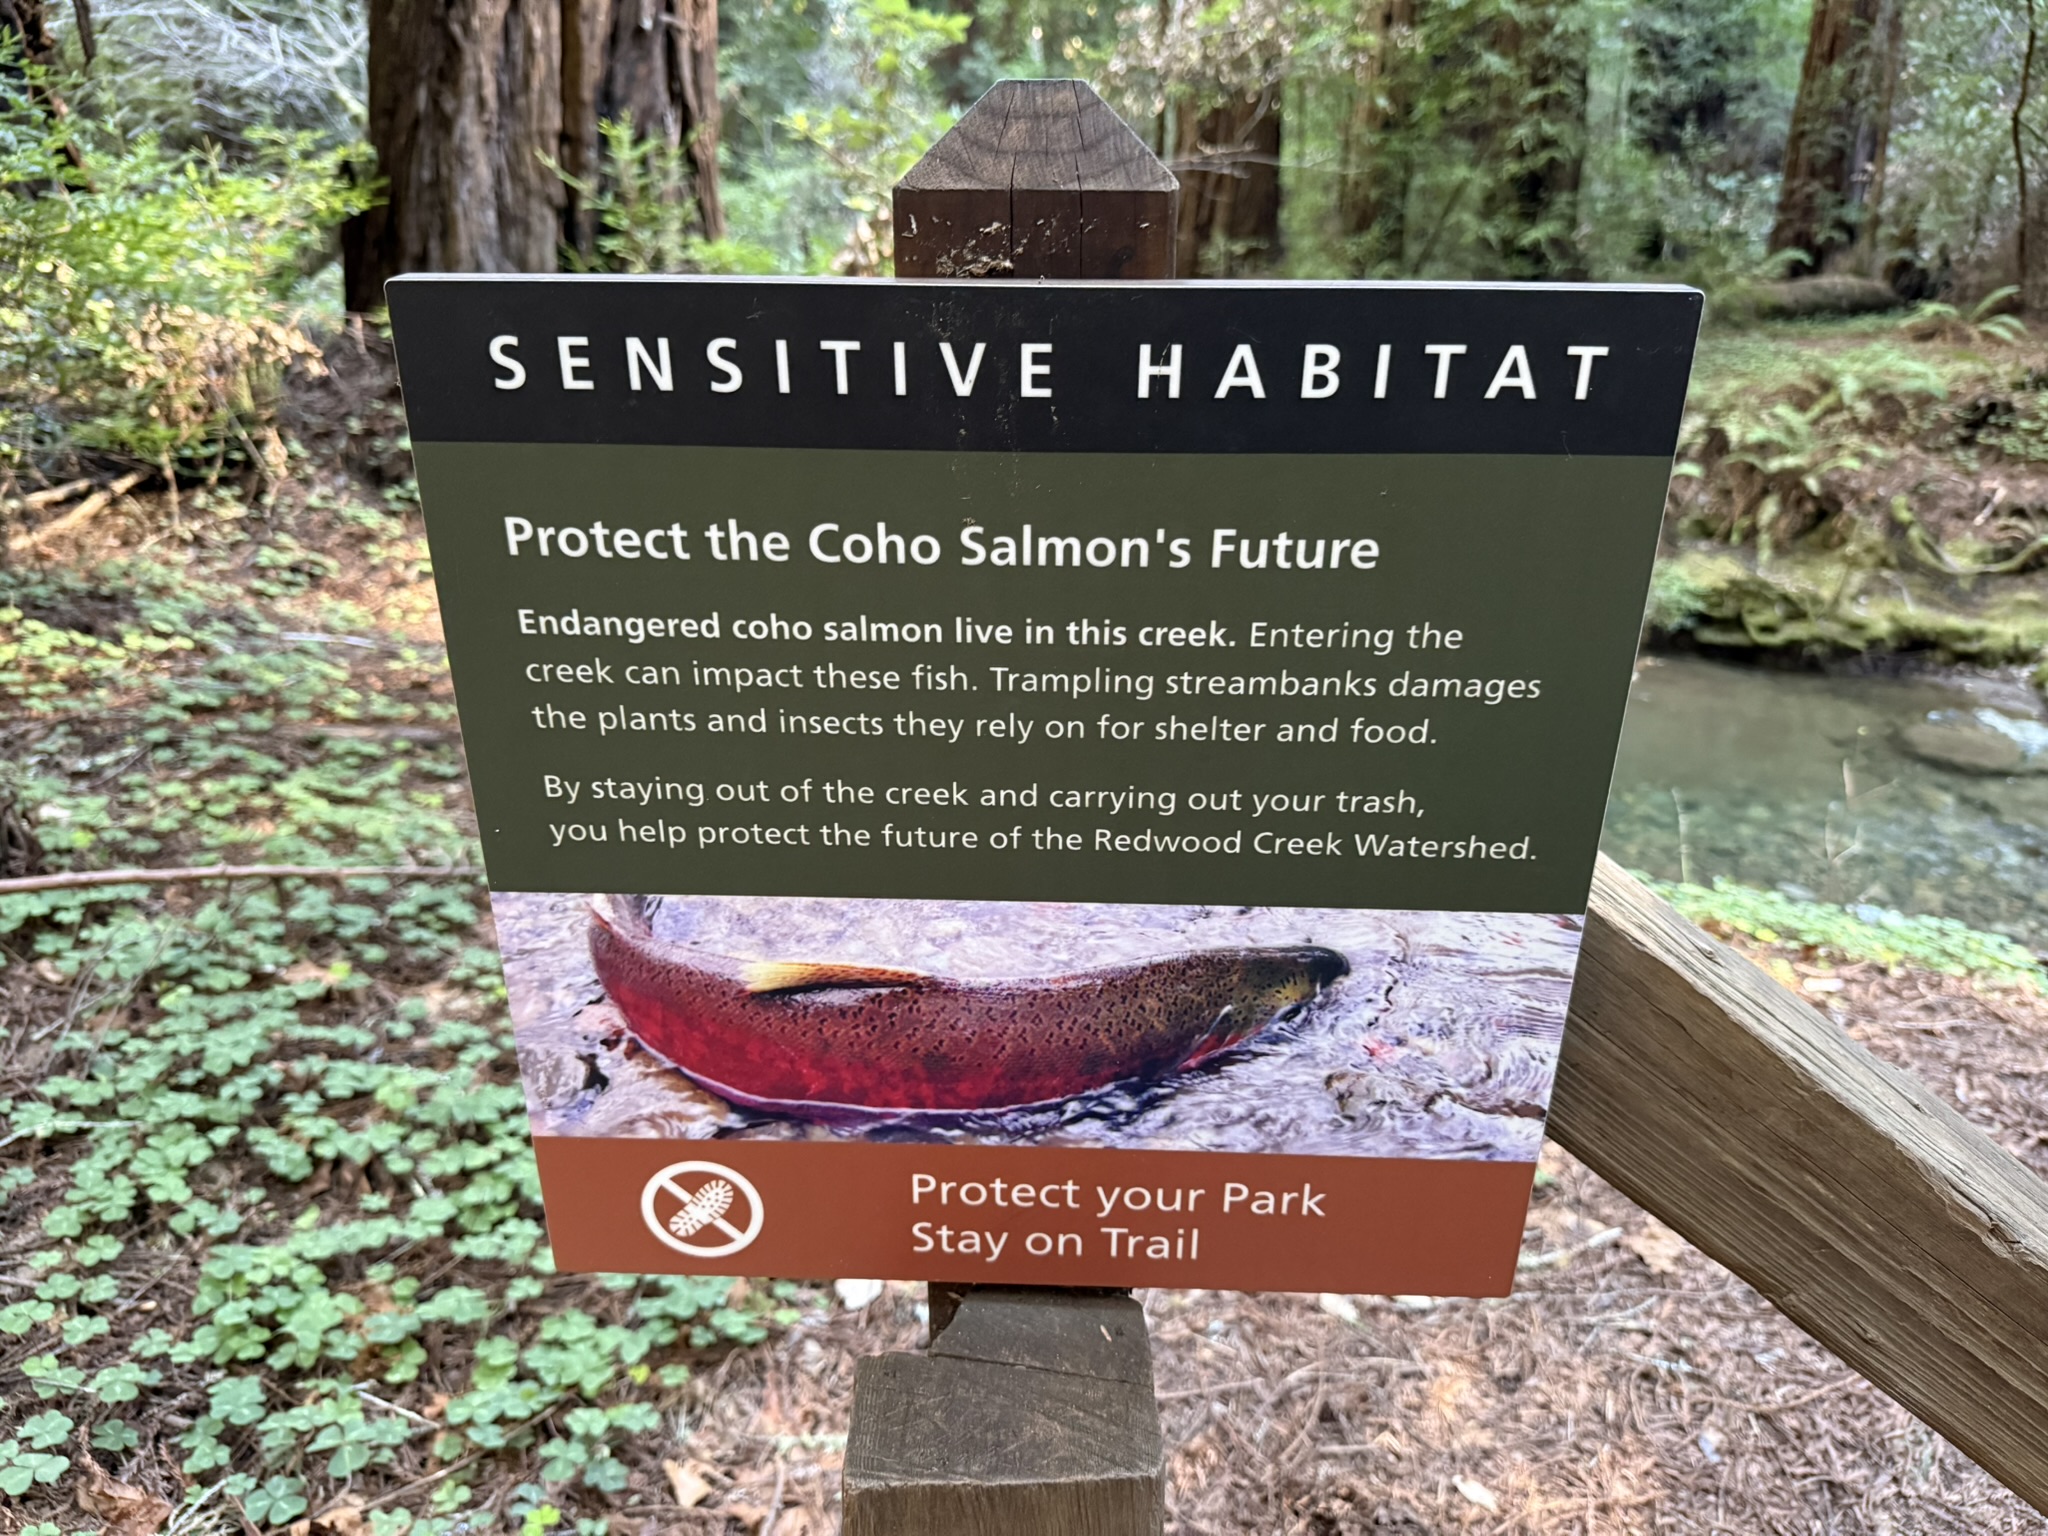 SENSITIVE HABITAT
Protect the Coho Salmon's Future
Endangered coho salmon live in this creek. Entering the
creek can impact these fish. Trampling streambanks damages
the plants and insects they rely on for shelter and food.
By staying out of the creek and carrying out your trash,
you help protect the future of the Redwood Creek Watershed.
Protect your Park
Stay on Trail